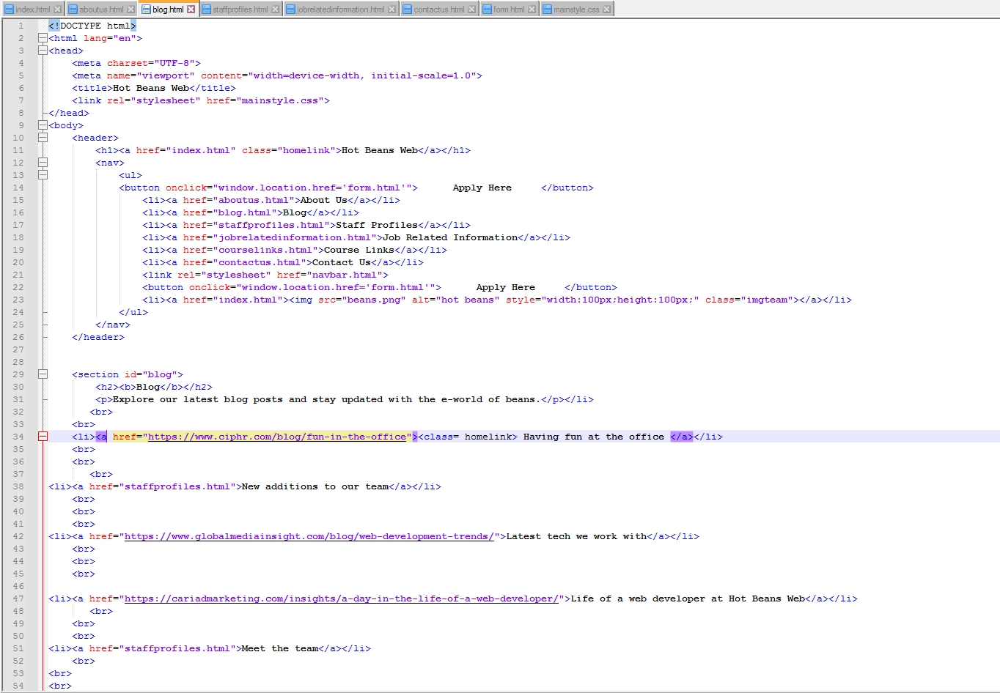 index.html aboutus.html blog.html staffprofiles.html jobrelatedinformation.html contactus.html form.html mainstyle.css
1 <!DOCTYPE html>
2 <html lang="en">
3 <head>
4 <meta charset="UTF-8">
5 <meta name="viewport" content="width=device-width, initial-scale=1.0">
6 <title>Hot Beans Web</title>
7 <link rel="stylesheet" href="mainstyle.css">
8 </head>
9 <body>
10 <header>
11 <h1><a href="index.html" class="homelink">Hot Beans Web</a></h1>
12 <nav>
13 <ul>
14 <button onclick="window.location.href='form.html'"> Apply Here </button>
15 <li><a href="aboutus.html">About Us</a></li>
16 <li><a href="blog.html">Blog</a></li>
17 <li><a href="staffprofiles.html">Staff Profiles</a></li>
18 <li><a href="jobrelatedinformation.html">Job Related Information</a></li>
19 <li><a href="courselinks.html">Course Links</a></li>
20 <li><a href="contactus.html">Contact Us</a></li>
21 <link rel="stylesheet" href="navbar.html">
22 <button onclick="window.location.href='form.html'"> Apply Here </button>
23 <li><a href="index.html"><img src="beans.png" alt="hot beans" style="width:100px;height:100px;" class="imgteam"></a></li>
24 </ul>
25 </nav>
26 </header>
27
28
29 <section id="blog">
30 <h2><b>Blog</b></h2>
31 <p>Explore our latest blog posts and stay updated with the e-world of beans.</p></li>
32 <br>
33 <br>
34 <li><a href="https://www.ciphr.com/blog/fun-in-the-office"><class= homelink> Having fun at the office </a></li>
35 <br>
36 <br>
37 <br>
38 <li><a href="staffprofiles.html">New additions to our team</a></li>
39 <br>
40 <br>
41 <br>
42 <li><a href="https://www.globalmediainsight.com/blog/web-development-trends/">Latest tech we work with</a></li>
43 <br>
44 <br>
45 <br>
46
47 <li><a href="https://cariadmarketing.com/insights/a-day-in-the-life-of-a-web-developer/">Life of a web developer at Hot Beans Web</a></li>
48 <br>
49 <br>
50 <br>
51 <li><a href="staffprofiles.html">Meet the team</a></li>
52 <br>
53 <br>
54 <br>